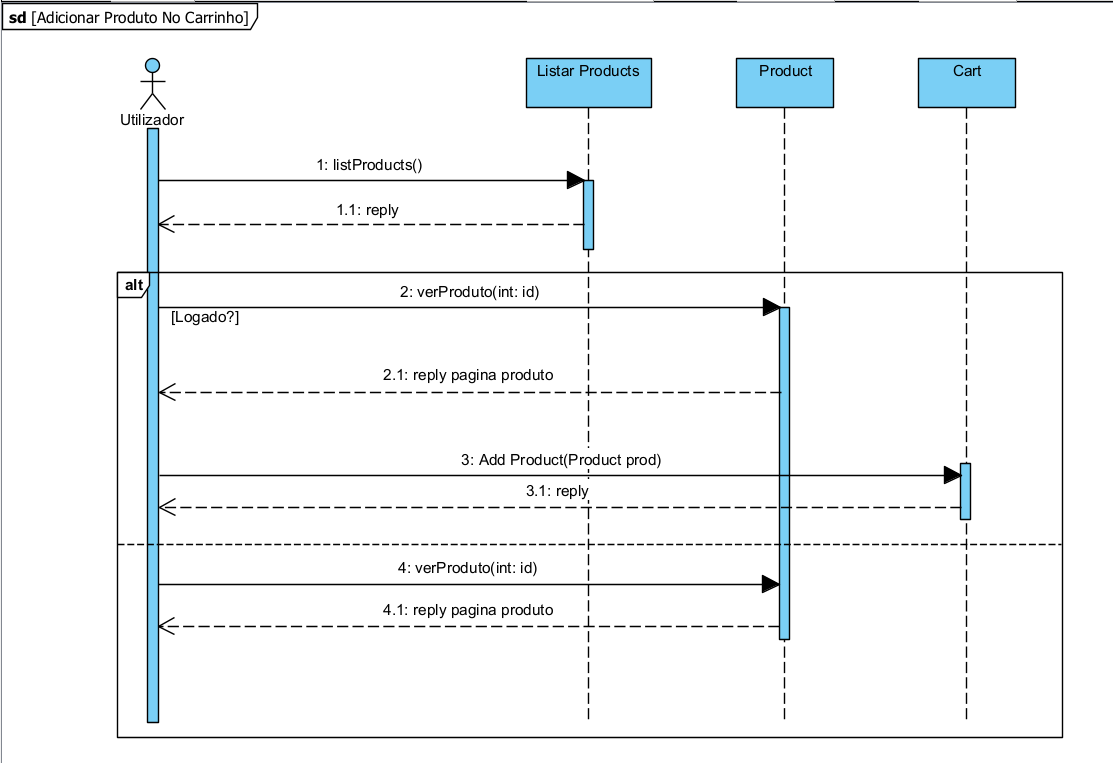 sd [Adicionar Produto No Carrinho]
Utilizador
Listar Products
Product
Cart
1: listProducts()
1.1: reply
alt
2: verProduto(int: id)
[Logado?]
2.1: reply pagina produto
3: Add Product(Product prod)
3.1: reply
4: verProduto(int: id)
4.1: reply pagina produto